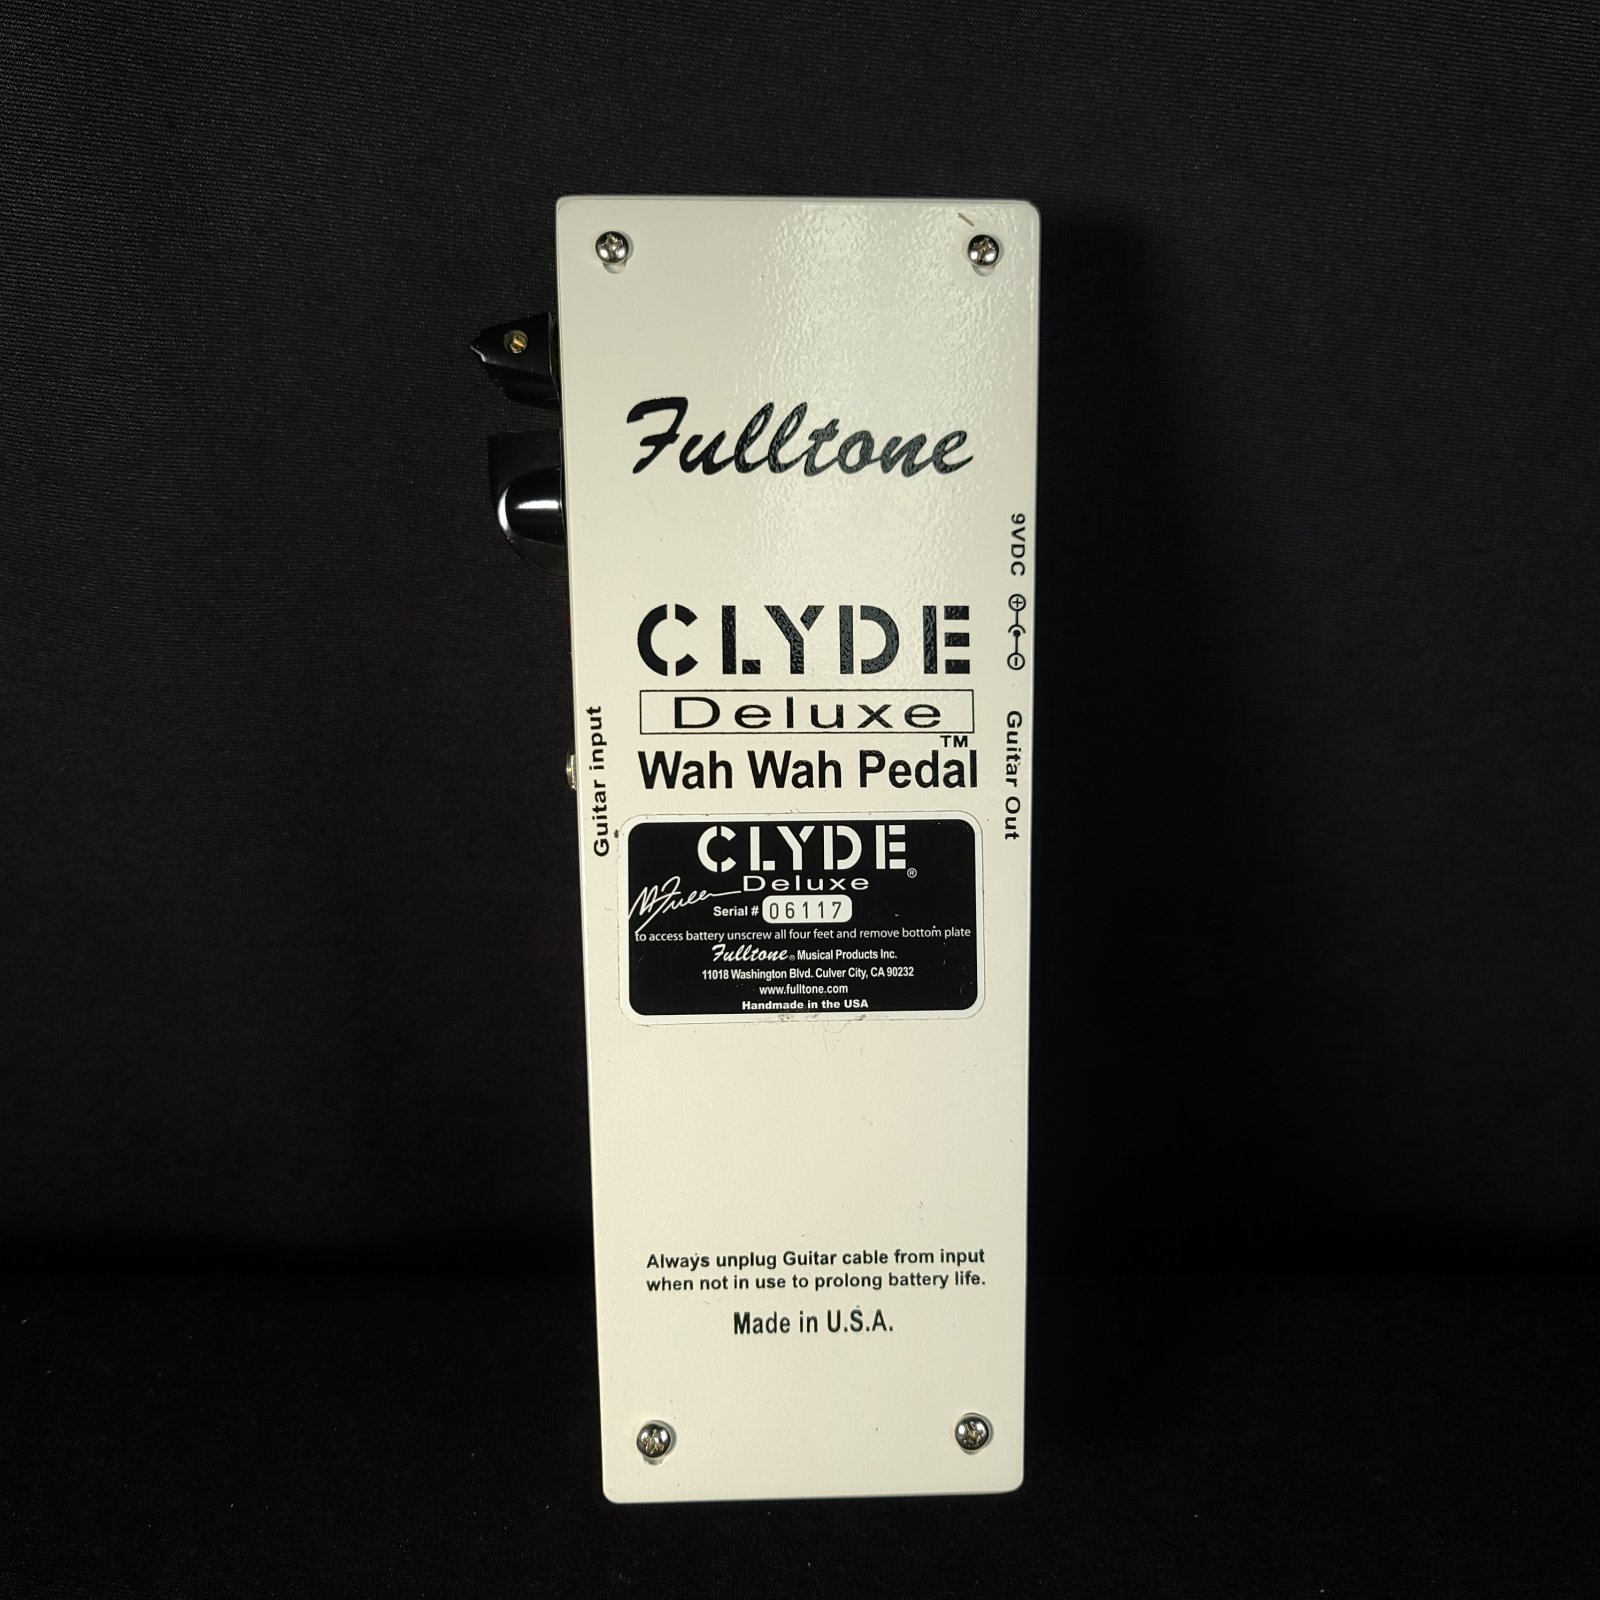 Fulltone
9VDC
CLYDE
Deluxe
TM
Wah Wah Pedal
Guitar input
Guitar Out
CLYDE®
Deluxe
MFuller
Serial # 06117
to access battery unscrew all four feet and remove bottom plate
Fulltone® Musical Products Inc.
11018 Washington Blvd. Culver City, CA 90232
www.fulltone.com
Handmade in the USA
Always unplug Guitar cable from input
when not in use to prolong battery life.
Made in U.S.A.